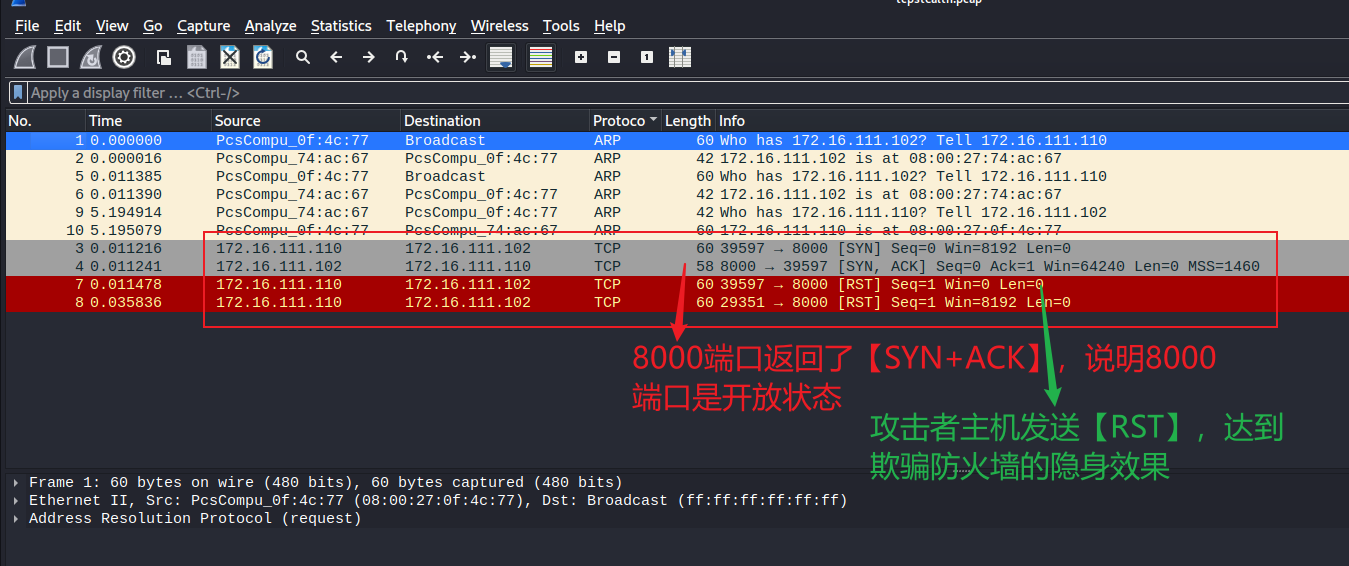 tcpstealth.pcap
File Edit View Go Capture Analyze Statistics Telephony Wireless Tools Help
Apply a display filter … <Ctrl-/>
No. Time Source Destination Protoco Length Info
1 0.000000 PcsCompu_0f:4c:77 Broadcast ARP 60 Who has 172.16.111.102? Tell 172.16.111.110
2 0.000016 PcsCompu_74:ac:67 PcsCompu_0f:4c:77 ARP 42 172.16.111.102 is at 08:00:27:74:ac:67
5 0.011385 PcsCompu_0f:4c:77 Broadcast ARP 60 Who has 172.16.111.102? Tell 172.16.111.110
6 0.011390 PcsCompu_74:ac:67 PcsCompu_0f:4c:77 ARP 42 172.16.111.102 is at 08:00:27:74:ac:67
9 5.194914 PcsCompu_74:ac:67 PcsCompu_0f:4c:77 ARP 42 Who has 172.16.111.110? Tell 172.16.111.102
10 5.195079 PcsCompu_0f:4c:77 PcsCompu_74:ac:67 ARP 60 172.16.111.110 is at 08:00:27:0f:4c:77
3 0.011216 172.16.111.110 172.16.111.102 TCP 60 39597 → 8000 [SYN] Seq=0 Win=8192 Len=0
4 0.011241 172.16.111.102 172.16.111.110 TCP 58 8000 → 39597 [SYN, ACK] Seq=0 Ack=1 Win=64240 Len=0 MSS=1460
7 0.011478 172.16.111.110 172.16.111.102 TCP 60 39597 → 8000 [RST] Seq=1 Win=0 Len=0
8 0.035836 172.16.111.110 172.16.111.102 TCP 60 29351 → 8000 [RST] Seq=1 Win=8192 Len=0
8000端口返回了【SYN+ACK】，说明8000
端口是开放状态
攻击者主机发送【RST】，达到
欺骗防火墙的隐身效果
Frame 1: 60 bytes on wire (480 bits), 60 bytes captured (480 bits)
Ethernet II, Src: PcsCompu_0f:4c:77 (08:00:27:0f:4c:77), Dst: Broadcast (ff:ff:ff:ff:ff:ff)
Address Resolution Protocol (request)